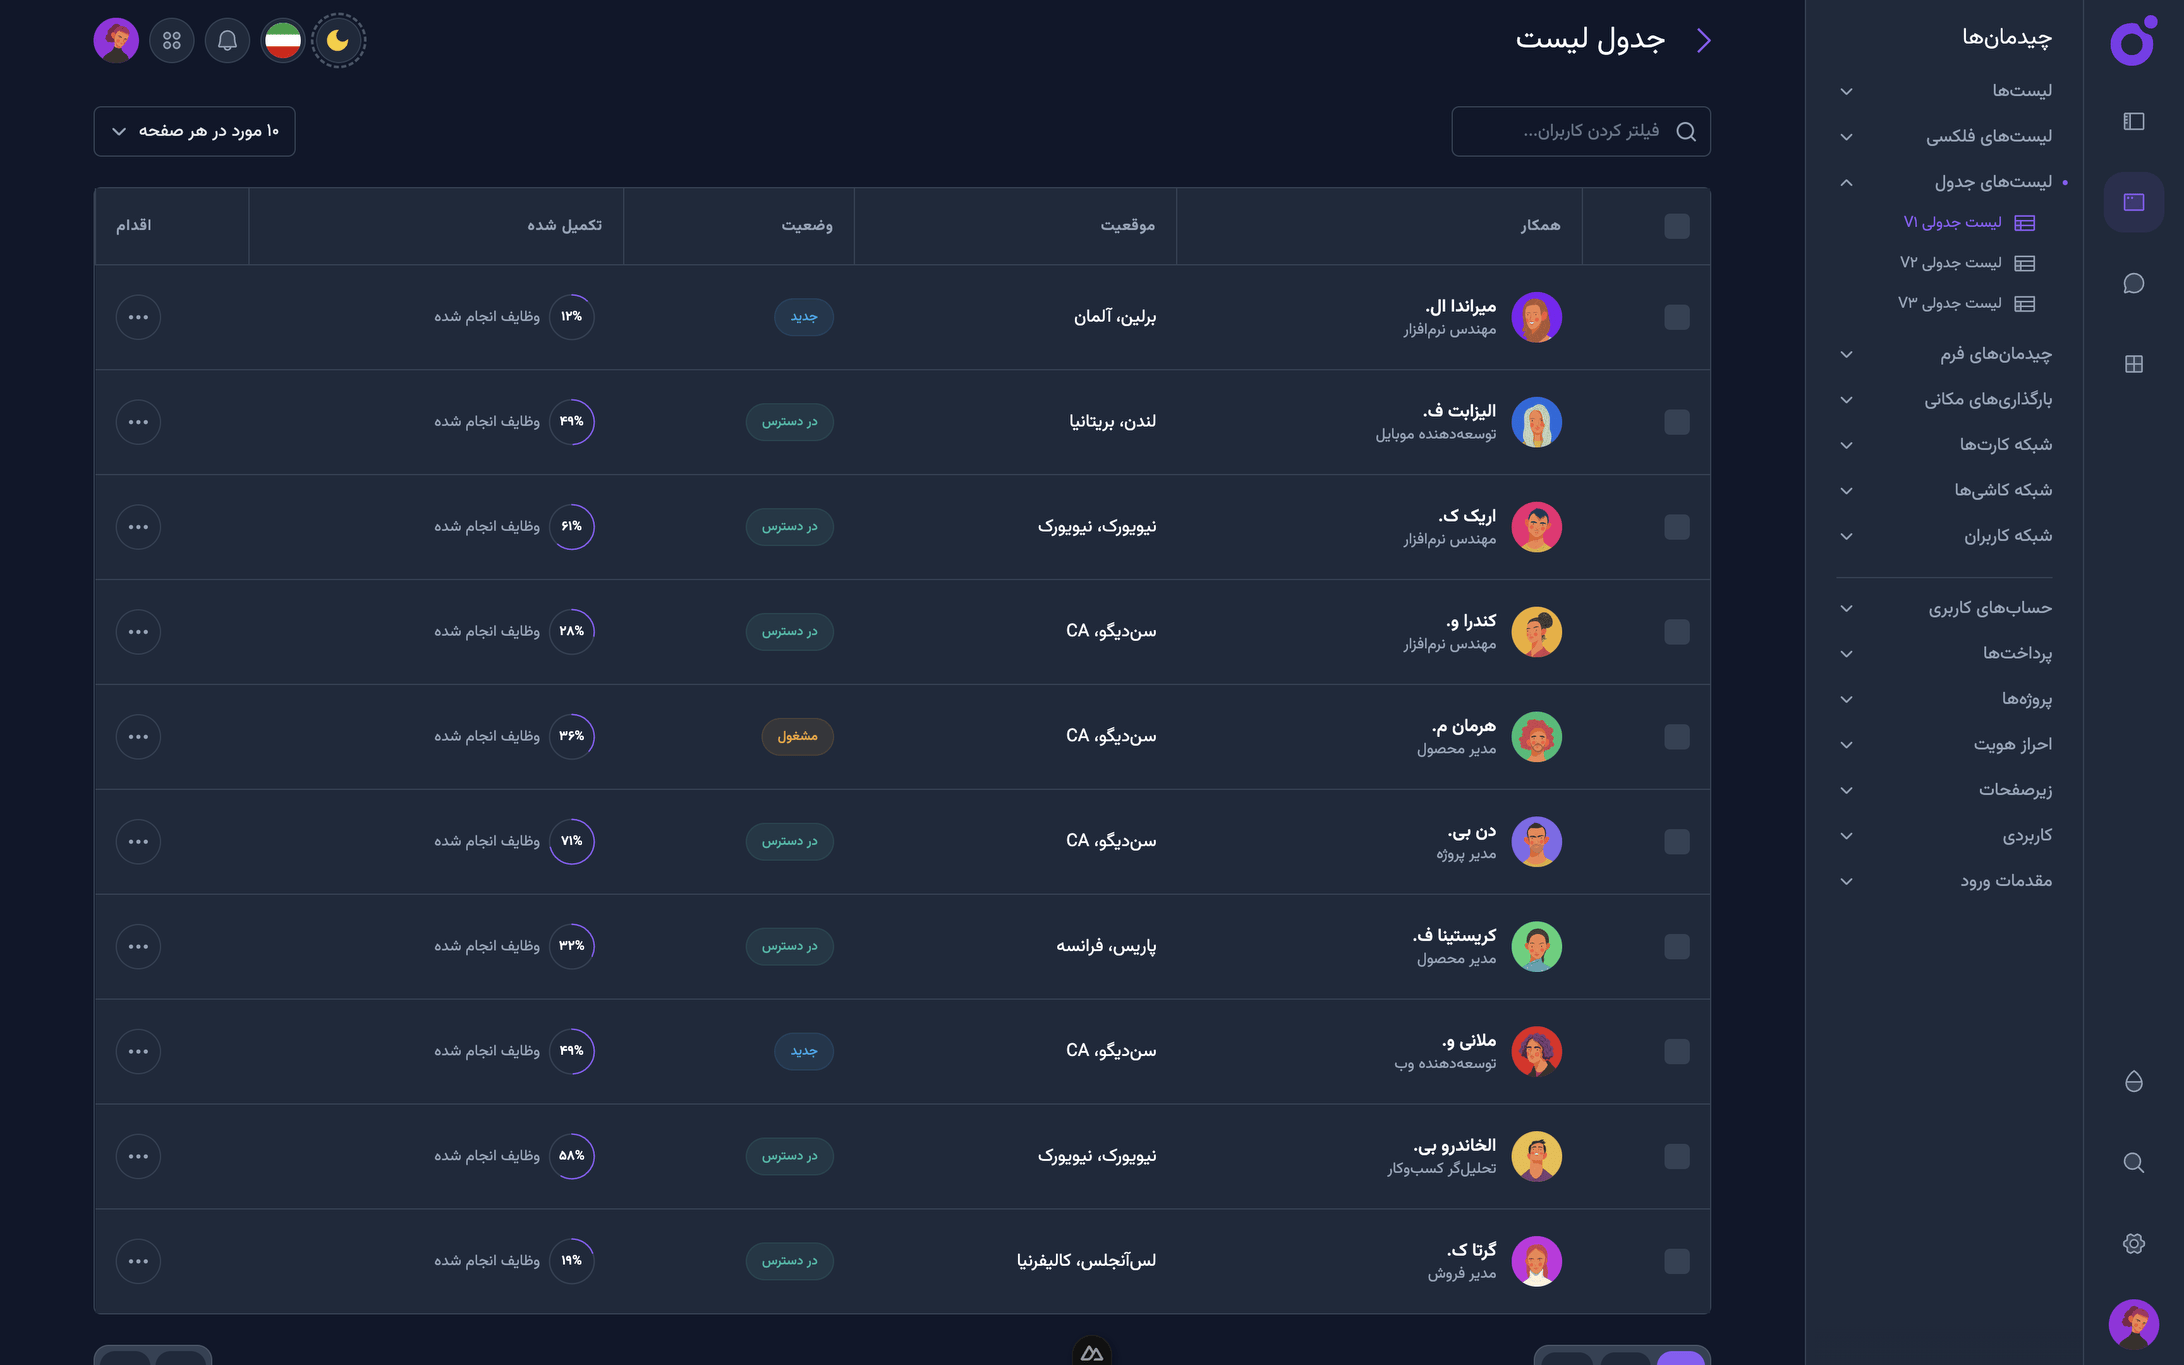 چیدمان‌ها
لیست‌ها
لیست‌های فلکسی
لیست‌های جدول
لیست جدولی V۱
لیست جدولی V۲
لیست جدولی V۳
چیدمان‌های فرم
بارگذاری‌های مکانی
شبکه کارت‌ها
شبکه کاشی‌ها
شبکه کاربران
حساب‌های کاربری
پرداخت‌ها
پروژه‌ها
احراز هویت
زیرصفحات
کاربردی
مقدمات ورود
جدول لیست
فیلتر کردن کاربران...
۱۰ مورد در هر صفحه
همکار موقعیت وضعیت تکمیل شده اقدام
میراندا ال.
مهندس نرم‌افزار
برلین، آلمان
جدید
۱۲%
وظایف انجام شده
الیزابت ف.
توسعه‌دهنده موبایل
لندن، بریتانیا
در دسترس
۴۹%
وظایف انجام شده
اریک ک.
مهندس نرم‌افزار
نیویورک، نیویورک
در دسترس
۶۱%
وظایف انجام شده
کندرا و.
مهندس نرم‌افزار
سن‌دیگو، CA
در دسترس
۲۸%
وظایف انجام شده
هرمان م.
مدیر محصول
سن‌دیگو، CA
مشغول
۳۶%
وظایف انجام شده
دن بی.
مدیر پروژه
سن‌دیگو، CA
در دسترس
۷۱%
وظایف انجام شده
کریستینا ف.
مدیر محصول
پاریس، فرانسه
در دسترس
۳۲%
وظایف انجام شده
ملانی و.
توسعه‌دهنده وب
سن‌دیگو، CA
جدید
۴۹%
وظایف انجام شده
الخاندرو بی.
تحلیل‌گر کسب‌وکار
نیویورک، نیویورک
در دسترس
۵۸%
وظایف انجام شده
گرتا ک.
مدیر فروش
لس‌آنجلس، کالیفرنیا
در دسترس
۱۹%
وظایف انجام شده